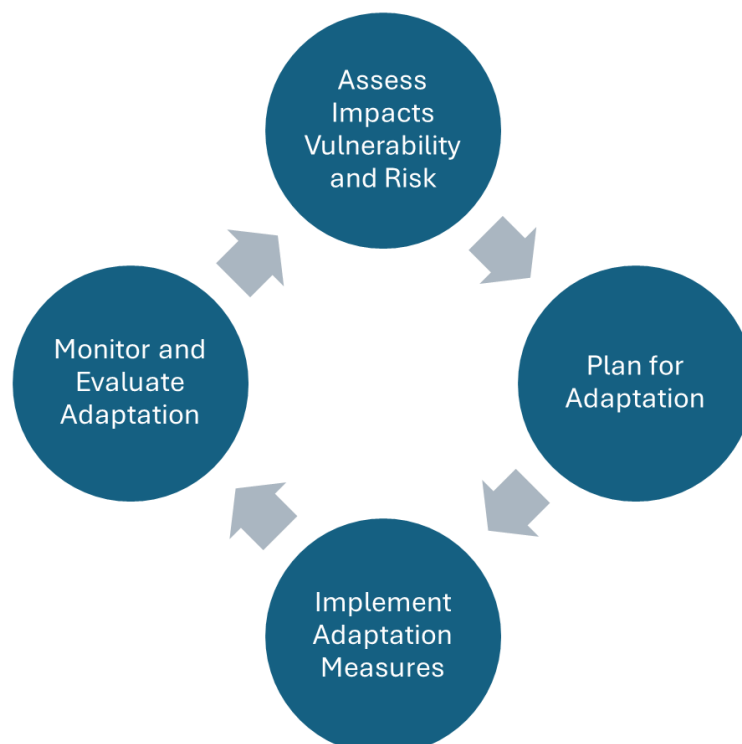 Assess
Impacts
Vulnerability
and Risk
Plan for
Adaptation
Implement
Adaptation
Measures
Monitor and
Evaluate
Adaptation